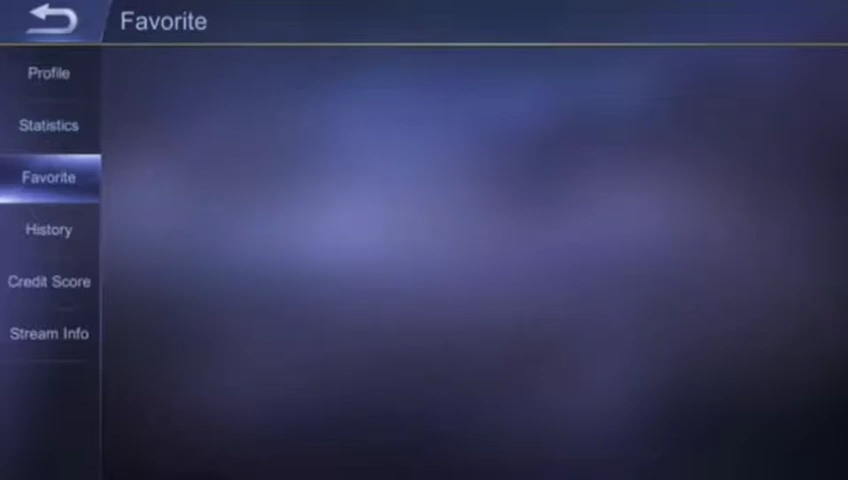 Favorite
Profile
Statistics
Favorite
History
Credit Score
Stream Info